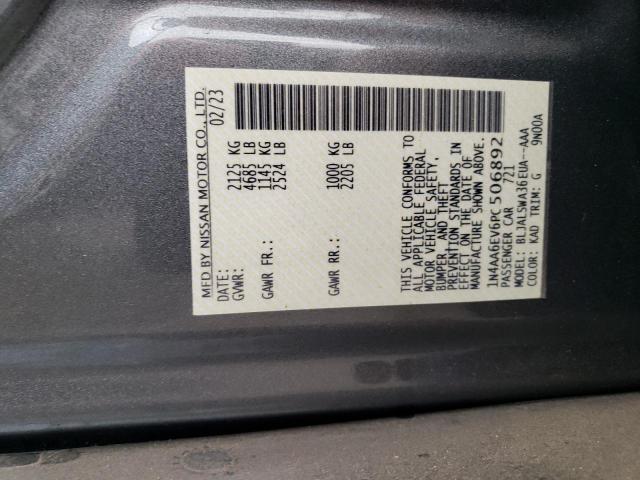 MFD BY NISSAN MOTOR CO., LTD.
DATE: 02/23
GVWR: 2125 KG
4685 LB
GAWR FR.: 1145 KG
2524 LB
GAWR RR.: 1000 KG
2205 LB
THIS VEHICLE CONFORMS TO
ALL APPLICABLE FEDERAL
MOTOR VEHICLE SAFETY,
BUMPER, AND THEFT
PREVENTION STANDARDS IN
EFFECT ON THE DATE OF
MANUFACTURE SHOWN ABOVE.
1N4AA6EV6PC506892
PASSENGER CAR 721
MODEL: BLJALSWA36EUA--AAA
COLOR: KAD TRIM: G 9N00A